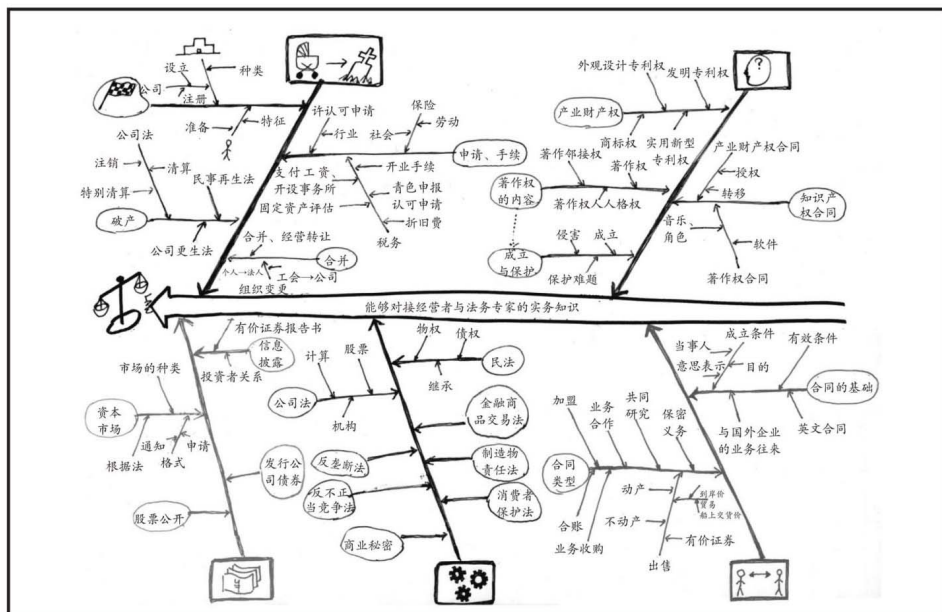 设立
种类
公司
注册
准备
特征
公司法
注销
清算
特别清算
民事再生法
破产
公司更生法
许认可申请
行业
保险
社会
劳动
申请、手续
支付工资、
开设事务所
开业手续
固定资产评估
青色申报
认可申请
折旧费
税务
合并、经营转让
合并
个人→法人
工会→公司
组织变更
外观设计专利权
发明专利权
?
产业财产权
商标权
实用新型
专利权
产业财产权合同
授权
转移
著作邻接权
著作权
著作权
的内容
著作权人人格权
知识产
权合同
音乐、
角色
软件
著作权合同
侵害
成立
成立
与保护
保护难题
能够对接经营者与法务专家的实务知识
有价证券报告书
信息
披露
投资者关系
市场的种类
资本
市场
通知
申请
格式
根据法
发行公
司债券
股票公开
物权
债权
民法
继承
股票
计算
公司法
机构
金融商
品交易法
反垄断法
制造物
责任法
反不正
当竞争法
消费者
保护法
商业秘密
当事人
成立条件
有效条件
意思表示
目的
合同的基础
与国外企业
的业务往来
英文合同
加盟
业务
合作
共同
研究
保密
义务
合同
类型
动产
到岸价
贸易
船上交货价
不动产
合账
业务收购
有价证券
出售